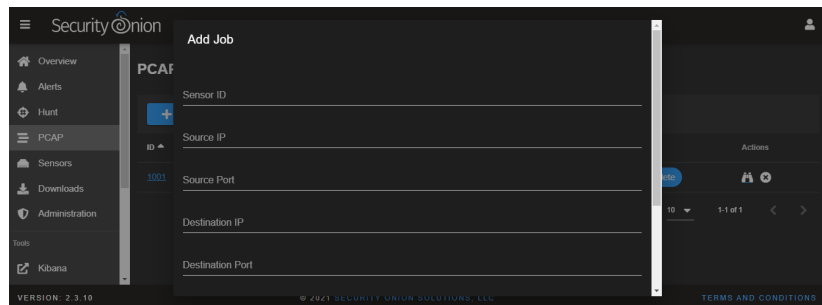 Security Onion
Add Job
Overview
PCAP
Alerts
Sensor ID
Hunt
+
PCAP
Source IP
ID
Actions
Sensors
1001
Source Port
Downloads
10
1-1 of 1
Administration
Destination IP
Tools
Kibana
Destination Port
VERSION: 2.3.10
© 2021 SECURITY ONION SOLUTIONS, LLC
TERMS AND CONDITIONS